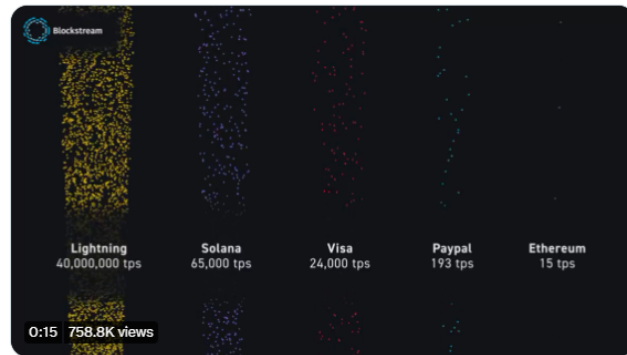 Blockstream
Lightning
40,000,000 tps
Solana
65,000 tps
Visa
24,000 tps
Paypal
193 tps
Ethereum
15 tps
0:15 758.8K views